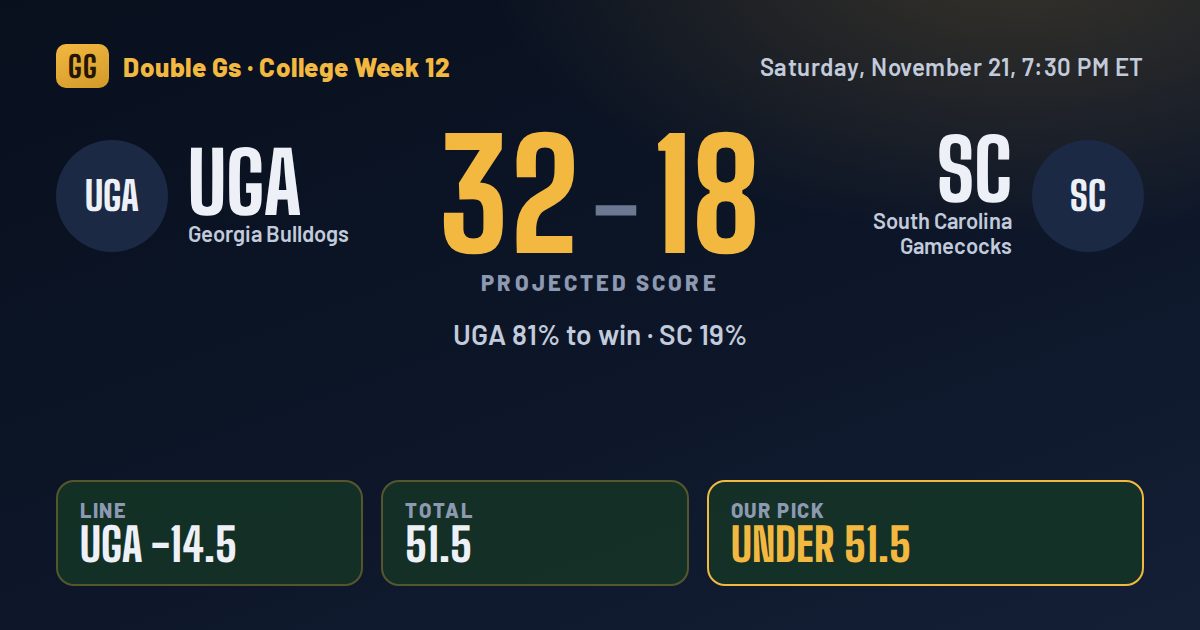 GG
Double Gs · College Week 12
Saturday, November 21, 7:30 PM ET
UGA
UGA
Georgia Bulldogs
32–18
PROJECTED SCORE
UGA 81% to win · SC 19%
SC
South Carolina
Gamecocks
SC
LINE
UGA −14.5
TOTAL
51.5
OUR PICK
UNDER 51.5